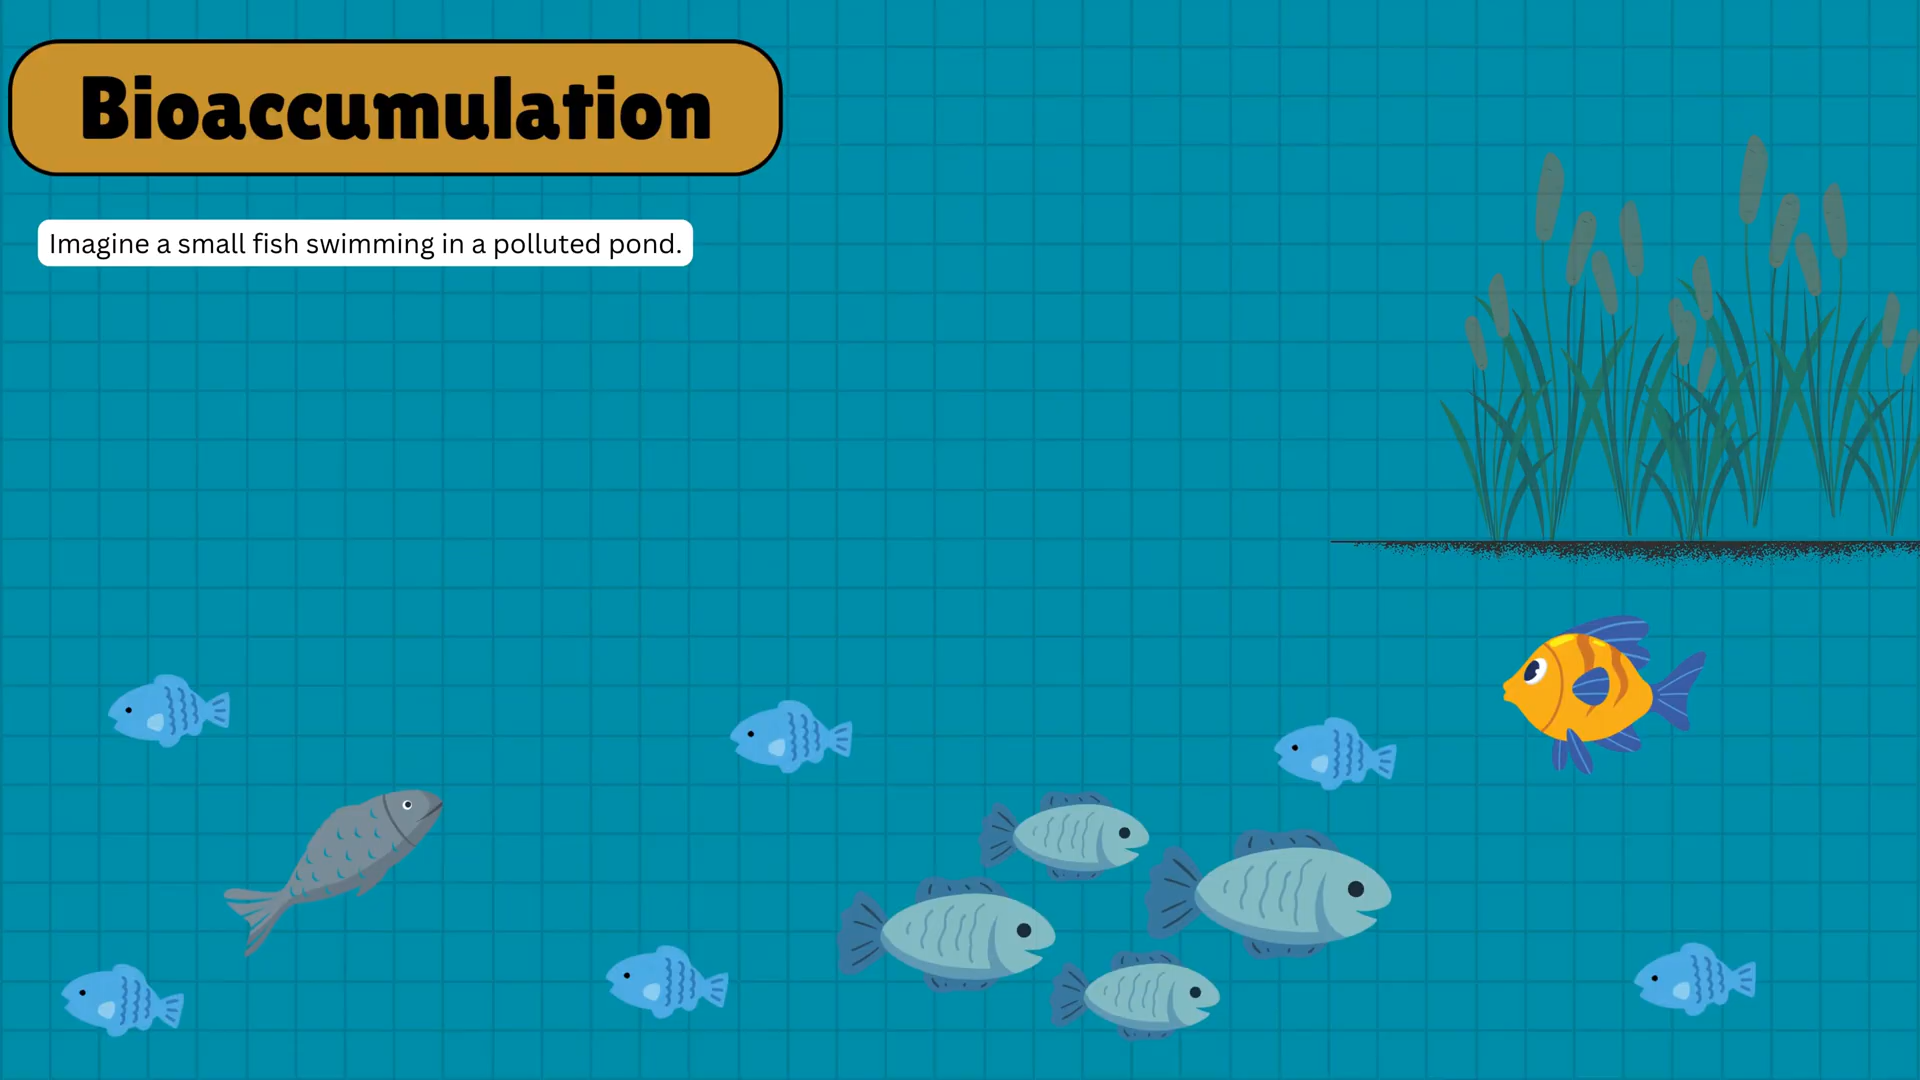 Bioaccumulation
Imagine a small fish swimming in a polluted pond.